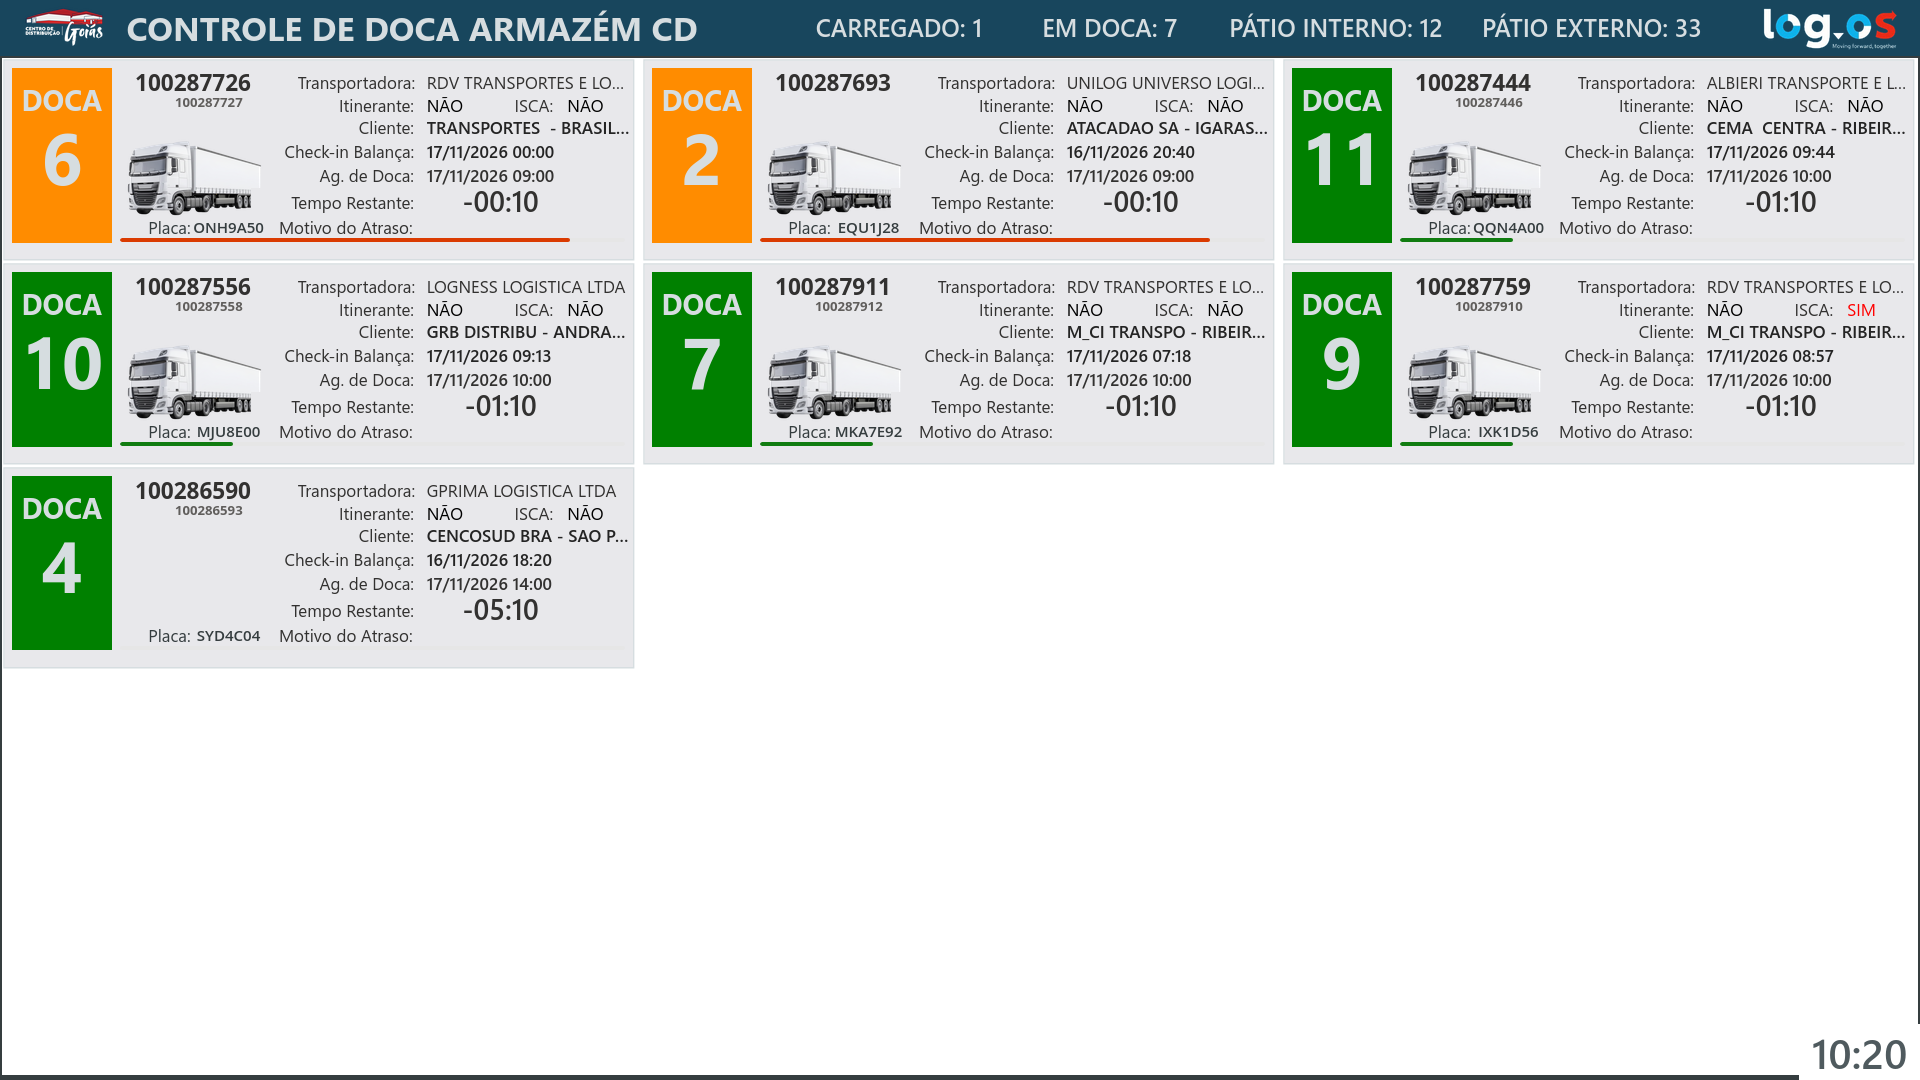 CENTRO DE DISTRIBUIÇÃO Goiás
CONTROLE DE DOCA ARMAZÉM CD
CARREGADO: 1
EM DOCA: 7
PÁTIO INTERNO: 12
PÁTIO EXTERNO: 33
log.os
Moving forward, together
DOCA
6
100287726
100287727
Placa: ONH9A50
Transportadora: RDV TRANSPORTES E LO...
Itinerante: NÃO ISCA: NÃO
Cliente: TRANSPORTES - BRASIL...
Check-in Balança: 17/11/2026 00:00
Ag. de Doca: 17/11/2026 09:00
Tempo Restante: -00:10
Motivo do Atraso:
DOCA
2
100287693
Placa: EQU1J28
Transportadora: UNILOG UNIVERSO LOGI...
Itinerante: NÃO ISCA: NÃO
Cliente: ATACADAO SA - IGARAS...
Check-in Balança: 16/11/2026 20:40
Ag. de Doca: 17/11/2026 09:00
Tempo Restante: -00:10
Motivo do Atraso:
DOCA
11
100287444
100287446
Placa: QQN4A00
Transportadora: ALBIERI TRANSPORTE E L...
Itinerante: NÃO ISCA: NÃO
Cliente: CEMA CENTRA - RIBEIR...
Check-in Balança: 17/11/2026 09:44
Ag. de Doca: 17/11/2026 10:00
Tempo Restante: -01:10
Motivo do Atraso:
DOCA
10
100287556
100287558
Placa: MJU8E00
Transportadora: LOGNESS LOGISTICA LTDA
Itinerante: NÃO ISCA: NÃO
Cliente: GRB DISTRIBU - ANDRA...
Check-in Balança: 17/11/2026 09:13
Ag. de Doca: 17/11/2026 10:00
Tempo Restante: -01:10
Motivo do Atraso:
DOCA
7
100287911
100287912
Placa: MKA7E92
Transportadora: RDV TRANSPORTES E LO...
Itinerante: NÃO ISCA: NÃO
Cliente: M_CI TRANSPO - RIBEIR...
Check-in Balança: 17/11/2026 07:18
Ag. de Doca: 17/11/2026 10:00
Tempo Restante: -01:10
Motivo do Atraso:
DOCA
9
100287759
100287910
Placa: IXK1D56
Transportadora: RDV TRANSPORTES E LO...
Itinerante: NÃO ISCA: SIM
Cliente: M_CI TRANSPO - RIBEIR...
Check-in Balança: 17/11/2026 08:57
Ag. de Doca: 17/11/2026 10:00
Tempo Restante: -01:10
Motivo do Atraso:
DOCA
4
100286590
100286593
Placa: SYD4C04
Transportadora: GPRIMA LOGISTICA LTDA
Itinerante: NÃO ISCA: NÃO
Cliente: CENCOSUD BRA - SAO P...
Check-in Balança: 16/11/2026 18:20
Ag. de Doca: 17/11/2026 14:00
Tempo Restante: -05:10
Motivo do Atraso:
10:20